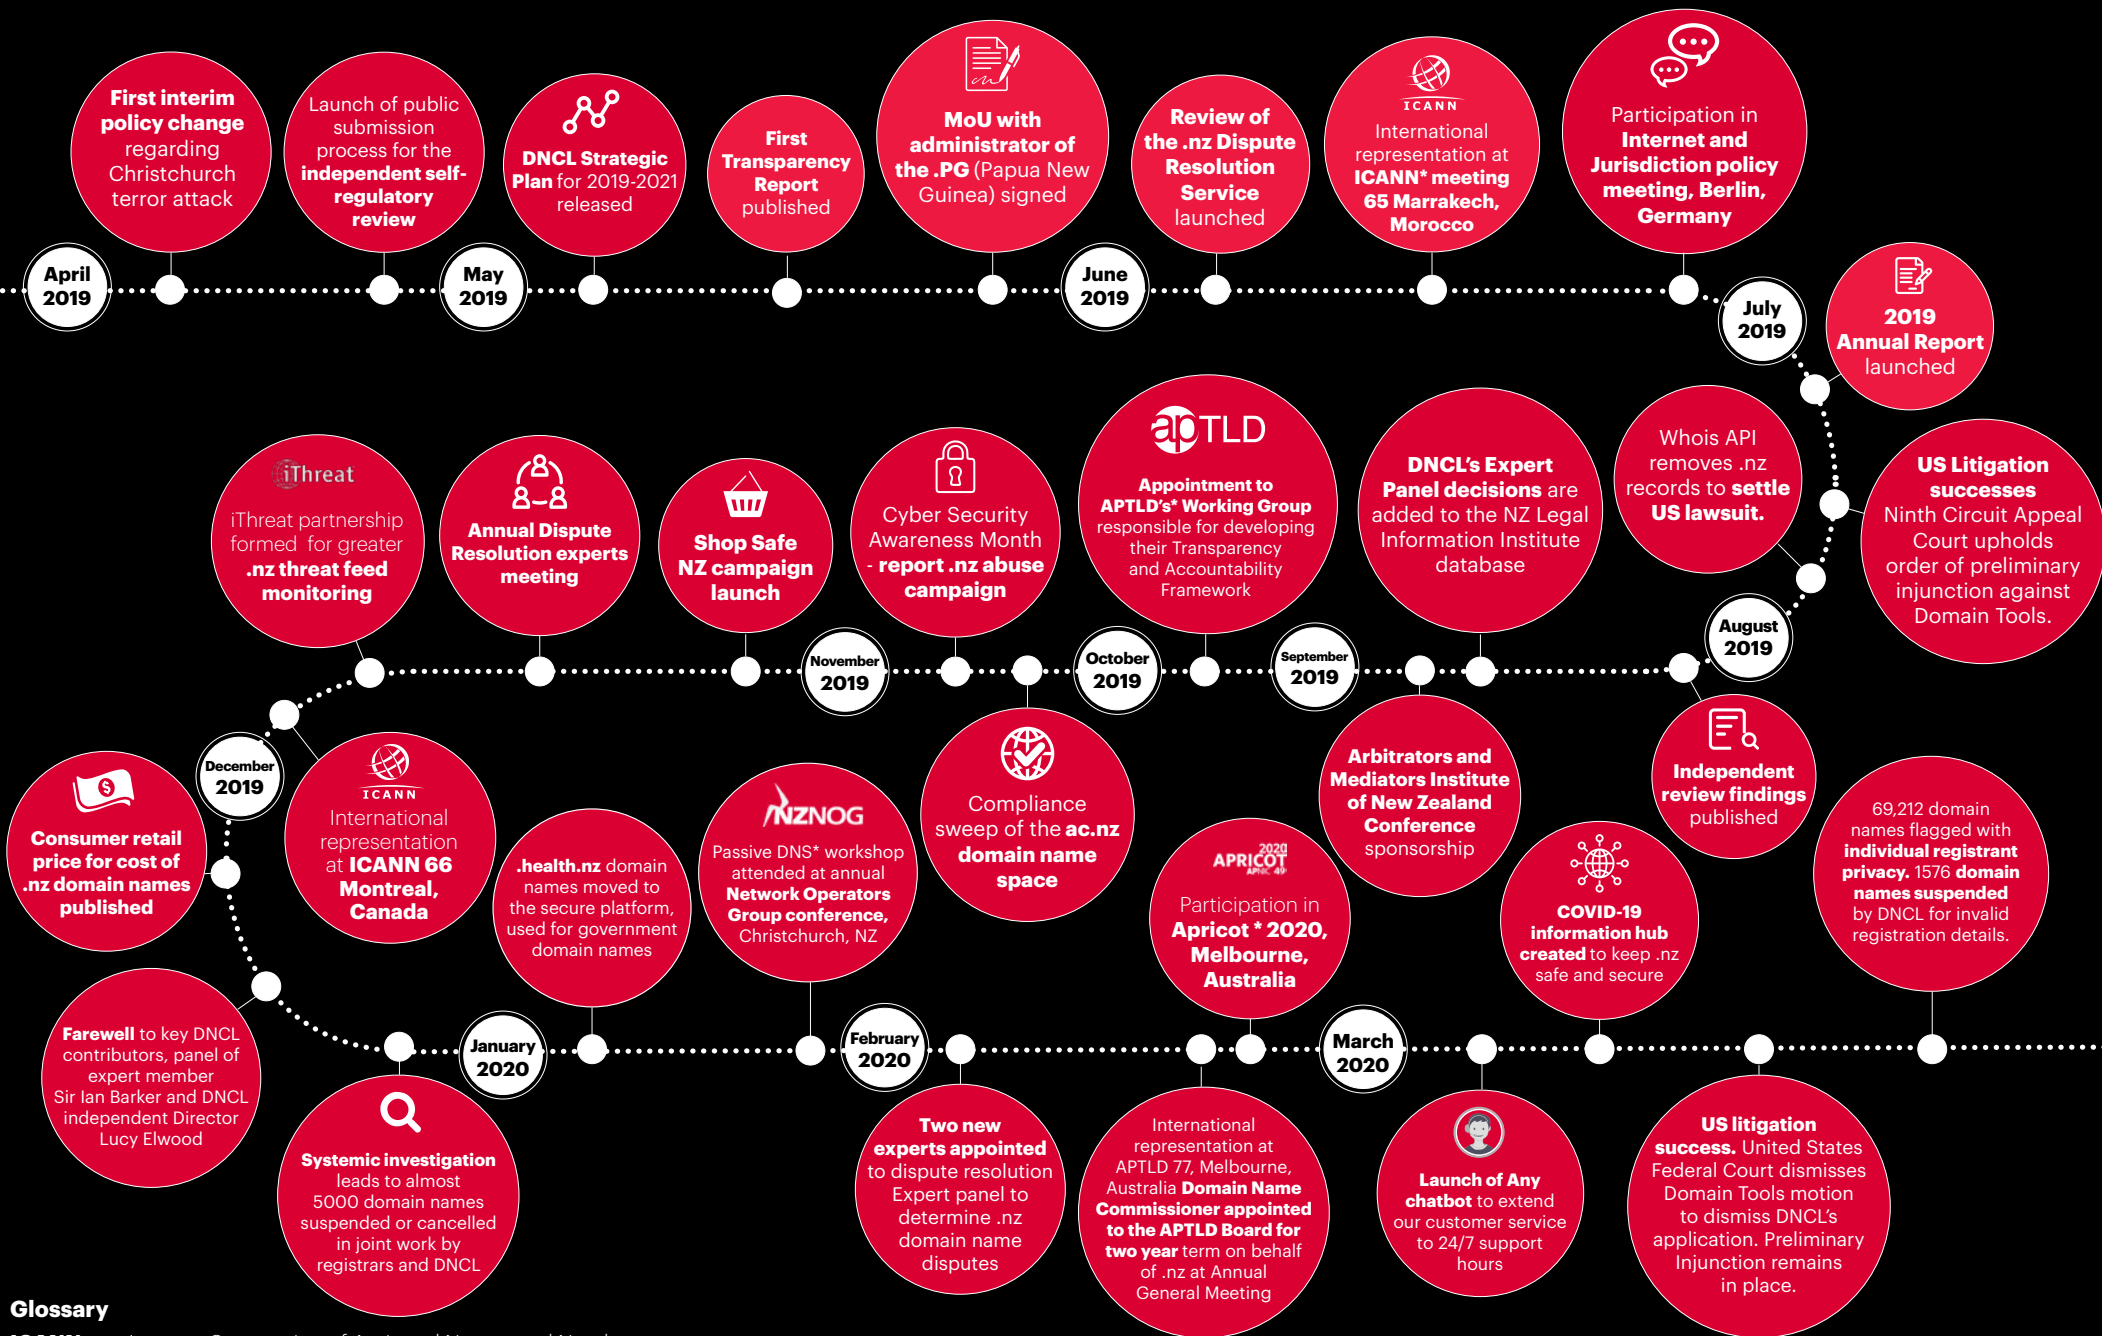 April
2019
First interim
policy change
regarding
Christchurch
terror attack
Launch of public
submission
process for the
independent self-
regulatory
review
May
2019
DNCL Strategic
Plan for 2019-2021
released
First
Transparency
Report
published
MoU with
administrator of
the .PG (Papua New
Guinea) signed
June
2019
Review of
the .nz Dispute
Resolution
Service
launched
ICANN
International
representation at
ICANN* meeting
65 Marrakech,
Morocco
Participation in
Internet and
Jurisdiction policy
meeting, Berlin,
Germany
July
2019
2019
Annual Report
launched
US Litigation
successes
Ninth Circuit Appeal
Court upholds
order of preliminary
injunction against
Domain Tools.
Whois API
removes .nz
records to settle
US lawsuit.
August
2019
Independent
review findings
published
DNCL's Expert
Panel decisions are
added to the NZ Legal
Information Institute
database
Arbitrators and
Mediators Institute
of New Zealand
Conference
sponsorship
September
2019
apTLD
Appointment to
APTLD's* Working Group
responsible for developing
their Transparency
and Accountability
Framework
October
2019
Compliance
sweep of the ac.nz
domain name
space
Cyber Security
Awareness Month
- report .nz abuse
campaign
November
2019
Shop Safe
NZ campaign
launch
Annual Dispute
Resolution experts
meeting
iThreat
iThreat partnership
formed for greater
.nz threat feed
monitoring
ICANN
International
representation
at ICANN 66
Montreal,
Canada
December
2019
Consumer retail
price for cost of
.nz domain names
published
Farewell to key DNCL
contributors, panel of
expert member
Sir Ian Barker and DNCL
independent Director
Lucy Elwood
Systemic investigation
leads to almost
5000 domain names
suspended or cancelled
in joint work by
registrars and DNCL
January
2020
.health.nz domain
names moved to
the secure platform,
used for government
domain names
NZNOG
Passive DNS* workshop
attended at annual
Network Operators
Group conference,
Christchurch, NZ
February
2020
Two new
experts appointed
to dispute resolution
Expert panel to
determine .nz
domain name
disputes
International
representation at
APTLD 77, Melbourne,
Australia Domain Name
Commissioner appointed
to the APTLD Board for
two year term on behalf
of .nz at Annual
General Meeting
2020
APRICOT
APNIC 49
Participation in
Apricot * 2020,
Melbourne,
Australia
March
2020
Launch of Any
chatbot to extend
our customer service
to 24/7 support
hours
COVID-19
information hub
created to keep .nz
safe and secure
US litigation
success. United States
Federal Court dismisses
Domain Tools motion
to dismiss DNCL's
application. Preliminary
Injunction remains
in place.
69,212 domain
names flagged with
individual registrant
privacy. 1576 domain
names suspended
by DNCL for invalid
registration details.
Glossary